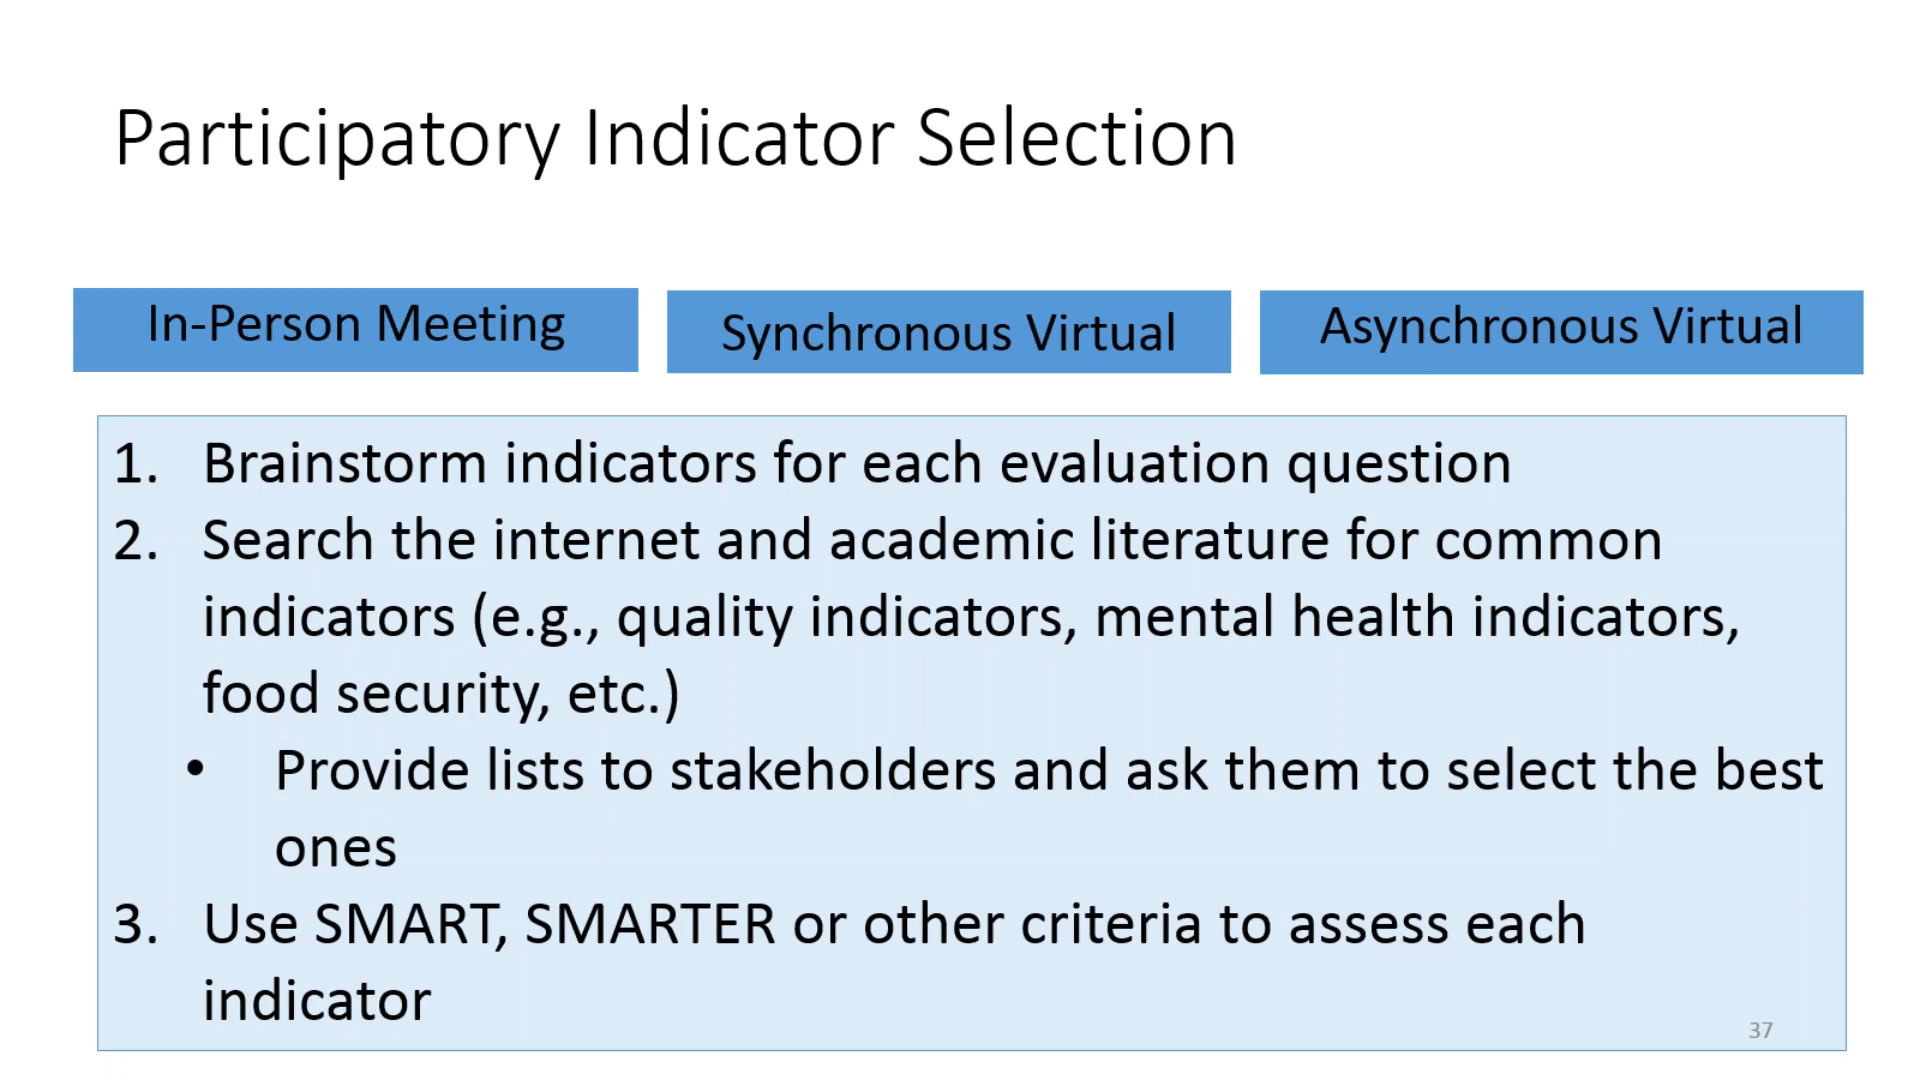 Participatory Indicator Selection
In-Person Meeting
Synchronous Virtual
Asynchronous Virtual
1. Brainstorm indicators for each evaluation question
2. Search the internet and academic literature for common
indicators (e.g., quality indicators, mental health indicators,
food security, etc.)
• Provide lists to stakeholders and ask them to select the best
ones
3. Use SMART, SMARTER or other criteria to assess each
indicator
37